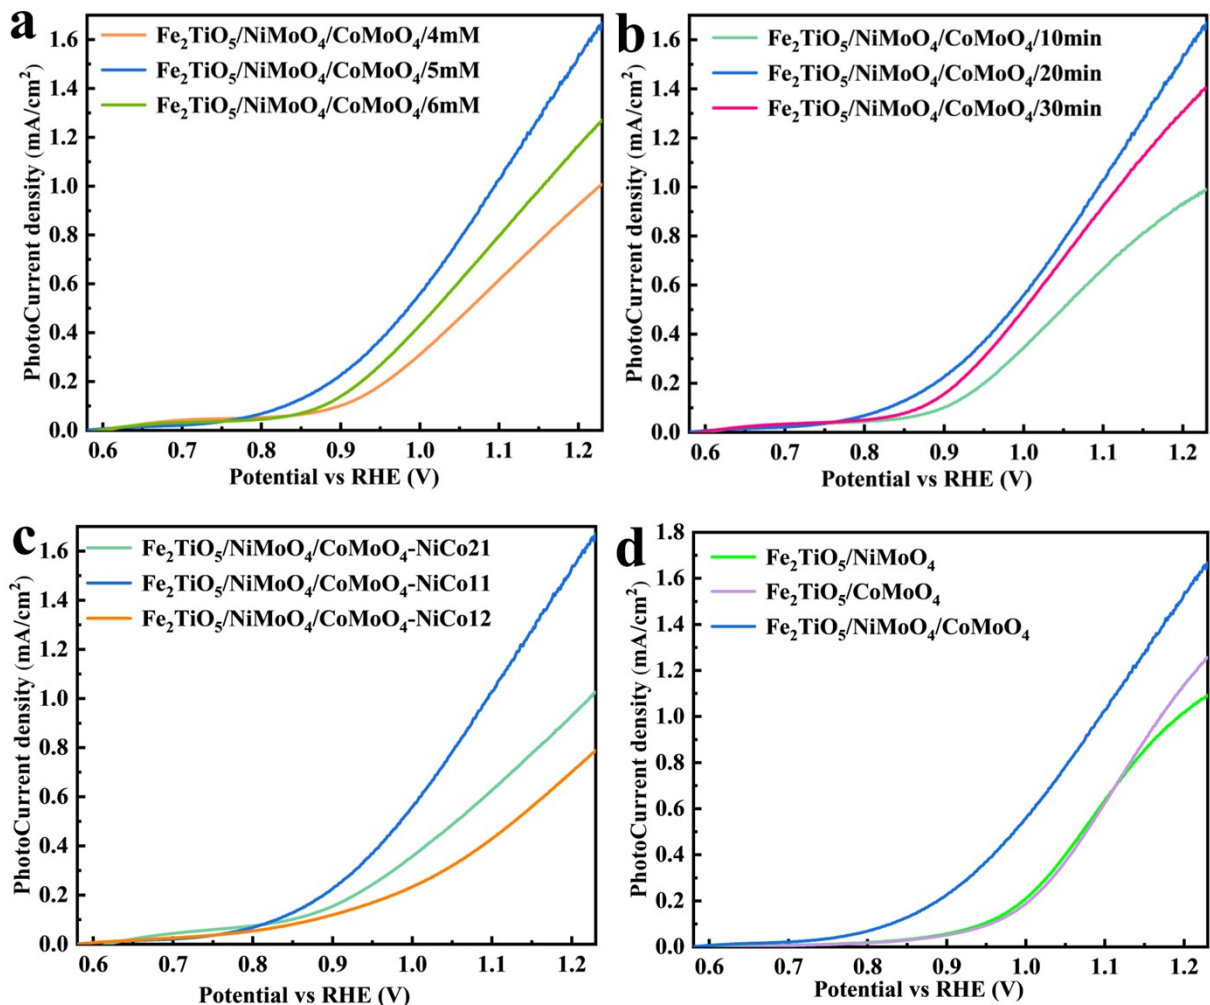 a
Fe₂TiO₅/NiMoO₄/CoMoO₄/4mM
Fe₂TiO₅/NiMoO₄/CoMoO₄/5mM
Fe₂TiO₅/NiMoO₄/CoMoO₄/6mM
PhotoCurrent density (mA/cm²)
1.6
1.4
1.2
1.0
0.8
0.6
0.4
0.2
0.0
0.6 0.7 0.8 0.9 1.0 1.1 1.2
Potential vs RHE (V)
b
Fe₂TiO₅/NiMoO₄/CoMoO₄/10min
Fe₂TiO₅/NiMoO₄/CoMoO₄/20min
Fe₂TiO₅/NiMoO₄/CoMoO₄/30min
PhotoCurrent density (mA/cm²)
1.6
1.4
1.2
1.0
0.8
0.6
0.4
0.2
0.0
0.6 0.7 0.8 0.9 1.0 1.1 1.2
Potential vs RHE (V)
c
Fe₂TiO₅/NiMoO₄/CoMoO₄-NiCo21
Fe₂TiO₅/NiMoO₄/CoMoO₄-NiCo11
Fe₂TiO₅/NiMoO₄/CoMoO₄-NiCo12
PhotoCurrent density (mA/cm²)
1.6
1.4
1.2
1.0
0.8
0.6
0.4
0.2
0.0
0.6 0.7 0.8 0.9 1.0 1.1 1.2
Potential vs RHE (V)
d
Fe₂TiO₅/NiMoO₄
Fe₂TiO₅/CoMoO₄
Fe₂TiO₅/NiMoO₄/CoMoO₄
PhotoCurrent density (mA/cm²)
1.8
1.6
1.4
1.2
1.0
0.8
0.6
0.4
0.2
0.0
0.6 0.7 0.8 0.9 1.0 1.1 1.2
Potential vs RHE (V)